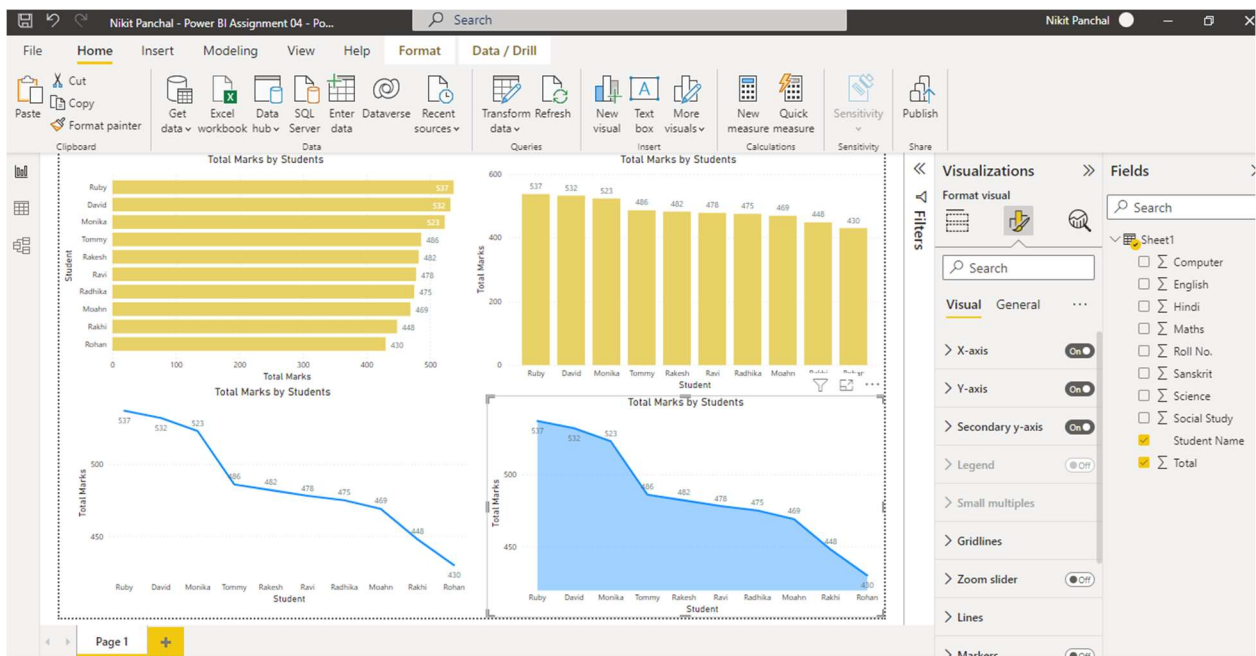 Nikit Panchal - Power BI Assignment 04 - Po...
Search
Nikit Panchal
File Home Insert Modeling View Help Format Data / Drill
Paste
Cut
Copy
Format painter
Clipboard
Get data
Excel workbook
Data hub
SQL Server
Enter data
Dataverse
Recent sources
Data
Transform data
Refresh
Queries
New visual
Text box
More visuals
Insert
New measure
Quick measure
Calculations
Sensitivity
Sensitivity
Publish
Share
Total Marks by Students
Student
Ruby 537
David 532
Monika 523
Tommy 486
Rakesh 482
Ravi 478
Radhika 475
Moahn 469
Rakhi 448
Rohan 430
0 100 200 300 400 500
Total Marks
Total Marks by Students
Total Marks
600
400
200
0
537 532 523 486 482 478 475 469 448 430
Ruby David Monika Tommy Rakesh Ravi Radhika Moahn
Student
Total Marks by Students
Total Marks
500
450
537 532 523 486 482 478 475 469 448 430
Ruby David Monika Tommy Rakesh Ravi Radhika Moahn Rakhi Rohan
Student
Total Marks by Students
Total Marks
500
450
537 532 523 486 482 478 475 469 448 430
Ruby David Monika Tommy Rakesh Ravi Radhika Moahn Rakhi Rohan
Student
Page 1
Filters
Visualizations
Format visual
Search
Visual General
X-axis On
Y-axis On
Secondary y-axis On
Legend Off
Small multiples
Gridlines
Zoom slider Off
Lines
Markers Off
Fields
Search
Sheet1
Computer
English
Hindi
Maths
Roll No.
Sanskrit
Science
Social Study
Student Name
Total